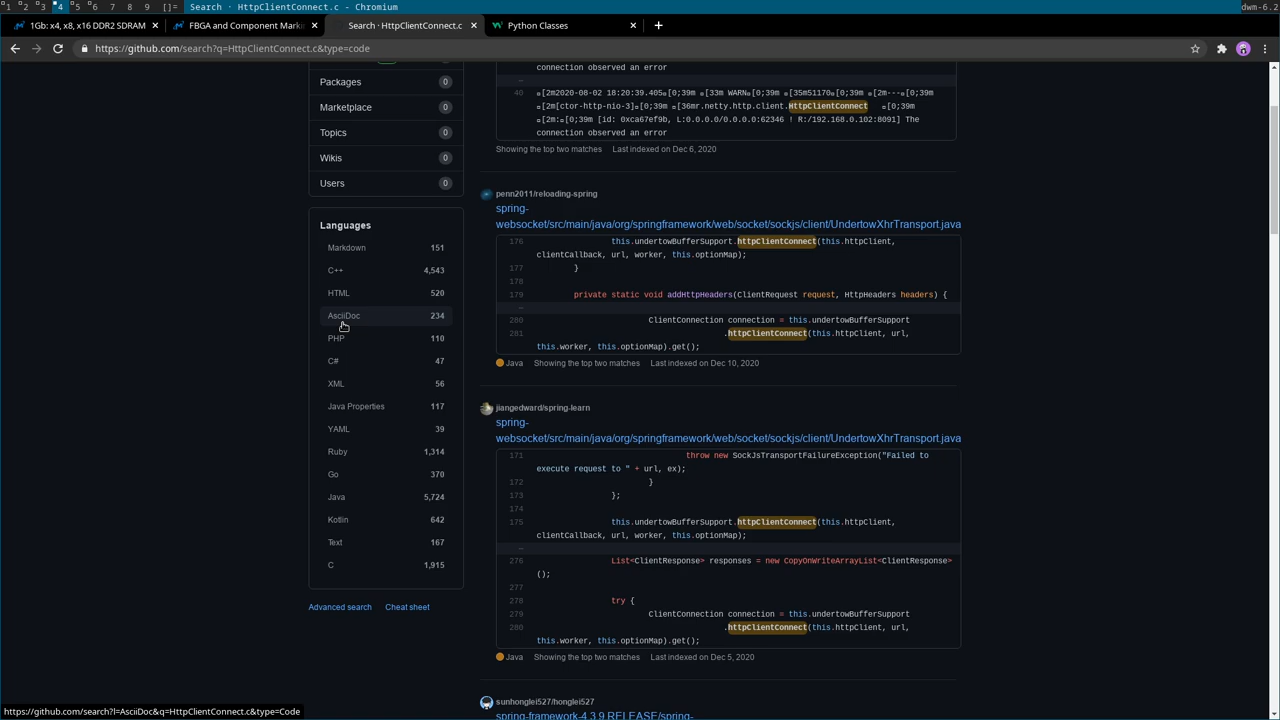 1 2 3 4 5 6 7 8 9 []= Search · HttpClientConnect.c - Chromium dwm-6.2
1Gb: x4, x8, x16 DDR2 SDRAM
FBGA and Component Marki
Search · HttpClientConnect.c
Python Classes
https://github.com/search?q=HttpClientConnect.c&type=code
Packages 0
Marketplace 0
Topics 0
Wikis 0
Users 0
Languages
Markdown 151
C++ 4,543
HTML 520
AsciiDoc 234
PHP 110
C# 47
XML 56
Java Properties 117
YAML 39
Ruby 1,314
Go 370
Java 5,724
Kotlin 642
Text 167
C 1,915
Advanced search Cheat sheet
connection observed an error
…
40 [2m2020-08-02 18:20:39.405 [0;39m [33m WARN [0;39m [35m51170 [0;39m [2m--- [0;39m
[2m[ctor-http-nio-3] [0;39m [36mr.netty.http.client.HttpClientConnect [0;39m
[2m: [0;39m [id: 0xca67ef9b, L:0.0.0.0/0.0.0.0:62346 ! R:/192.168.0.102:8091] The
connection observed an error
Showing the top two matches Last indexed on Dec 6, 2020
penn2011/reloading-spring
spring-
websocket/src/main/java/org/springframework/web/socket/sockjs/client/UndertowXhrTransport.java
176 this.undertowBufferSupport.httpClientConnect(this.httpClient,
clientCallback, url, worker, this.optionMap);
177 }
178
179 private static void addHttpHeaders(ClientRequest request, HttpHeaders headers) {
…
280 ClientConnection connection = this.undertowBufferSupport
281 .httpClientConnect(this.httpClient, url,
this.worker, this.optionMap).get();
Java Showing the top two matches Last indexed on Dec 10, 2020
jiangedward/spring-learn
spring-
websocket/src/main/java/org/springframework/web/socket/sockjs/client/UndertowXhrTransport.java
171 throw new SockJsTransportFailureException("Failed to
execute request to " + url, ex);
172 }
173 };
174
175 this.undertowBufferSupport.httpClientConnect(this.httpClient,
clientCallback, url, worker, this.optionMap);
…
276 List<ClientResponse> responses = new CopyOnWriteArrayList<ClientResponse>
();
277
278 try {
279 ClientConnection connection = this.undertowBufferSupport
280 .httpClientConnect(this.httpClient, url,
this.worker, this.optionMap).get();
Java Showing the top two matches Last indexed on Dec 5, 2020
sunhonglei527/honglei527
spring-framework-4.3.9.RELEASE/spring-
https://github.com/search?l=AsciiDoc&q=HttpClientConnect.c&type=Code